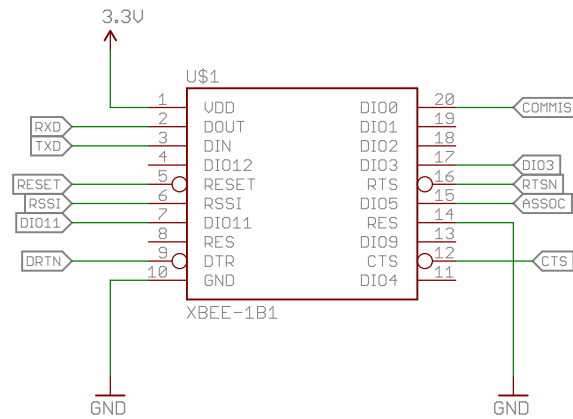 3.3V
U$1
1 VDD DIO0 20 COMMIS
RXD 2 DOUT DIO1 19
TXD 3 DIN DIO2 18
4 DIO12 DIO3 17 DIO3
RESET 5 RESET RTS 16 RTSN
RSSI 6 RSSI DIO5 15 ASSOC
DIO11 7 DIO11 RES 14
8 RES DIO9 13
DRTN 9 DTR CTS 12 CTS
10 GND DIO4 11
XBEE-1B1
GND GND